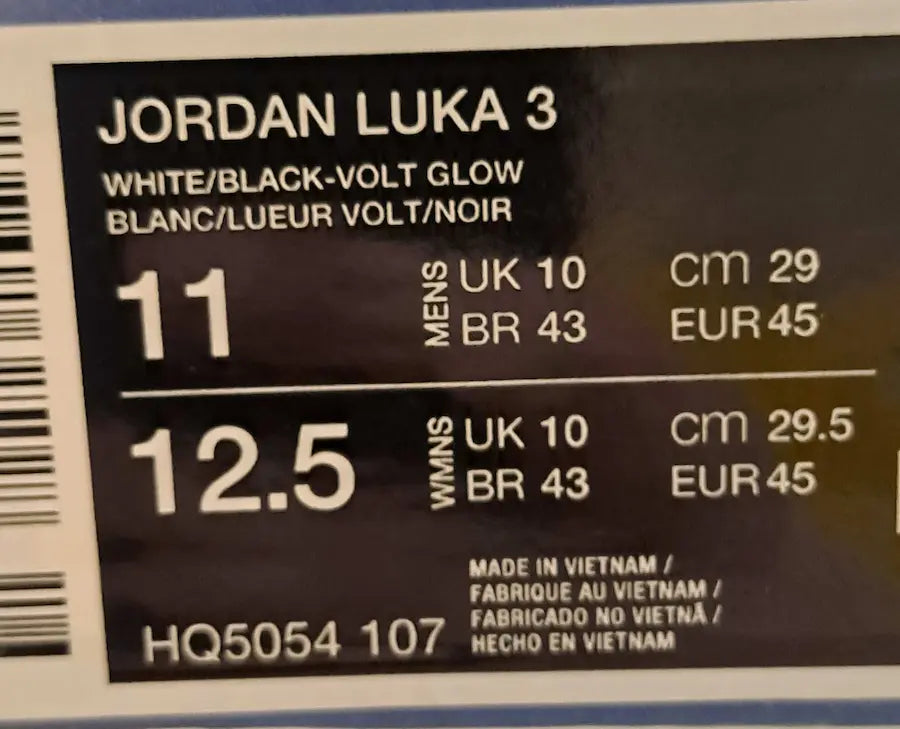 JORDAN LUKA 3
WHITE/BLACK-VOLT GLOW
BLANC/LUEUR VOLT/NOIR
11 MENS UK 10 CM 29
BR 43 EUR 45
12.5 WMNS UK 10 CM 29.5
BR 43 EUR 45
MADE IN VIETNAM /
FABRIQUE AU VIETNAM /
FABRICADO NO VIETNÃ /
HECHO EN VIETNAM
HQ5054 107